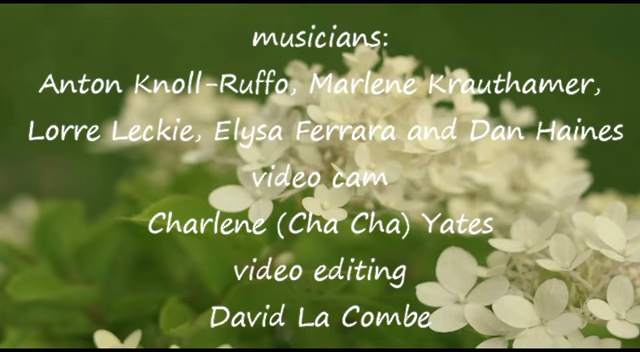 musicians:
Anton Knoll-Ruffo, Marlene Krauthamer,
Lorre Leckie, Elysa Ferrara and Dan Haines
video cam
Charlene (Cha Cha) Yates
video editing
David La Combe